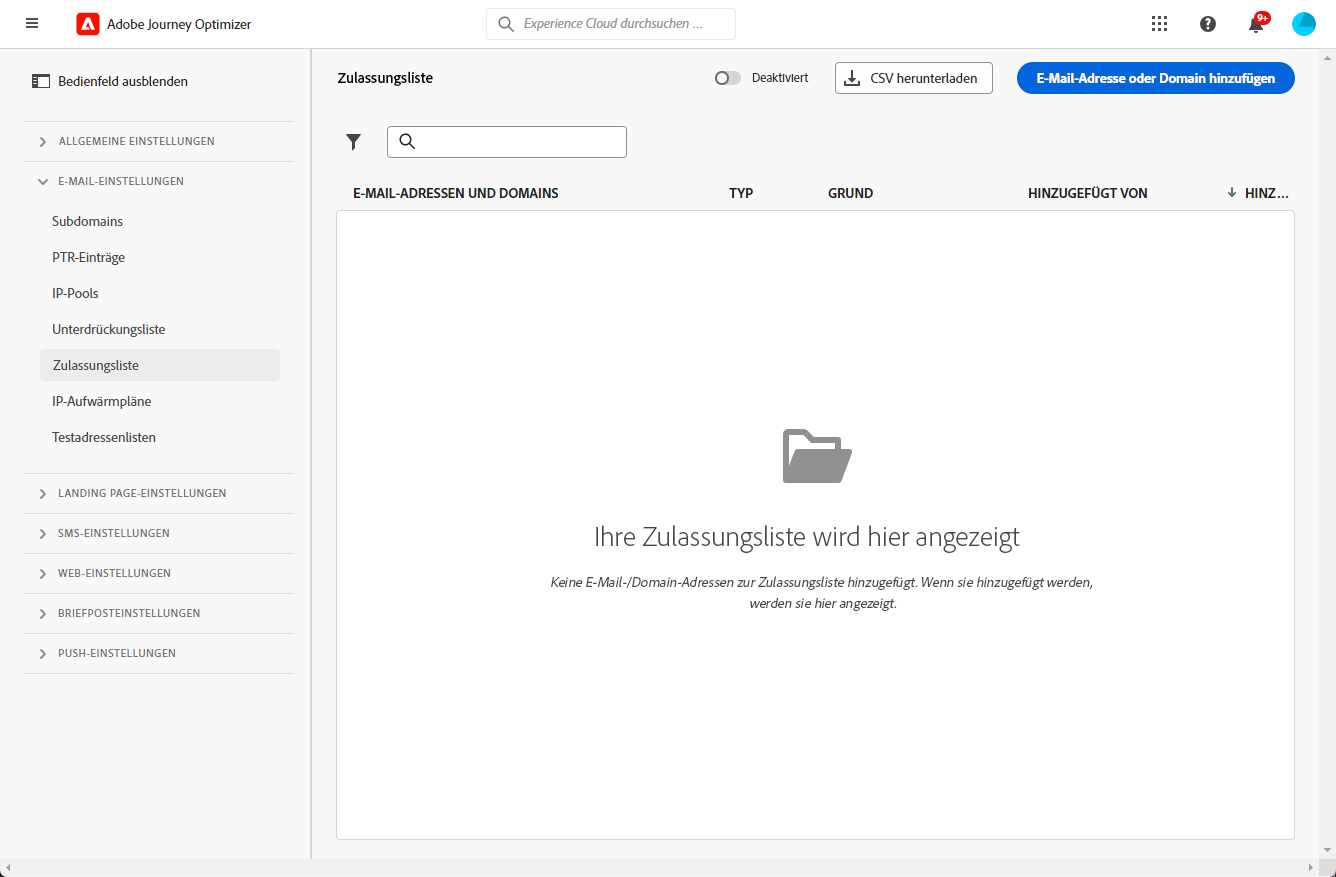 Adobe Journey Optimizer
Experience Cloud durchsuchen ...
9+
Bedienfeld ausblenden
ALLGEMEINE EINSTELLUNGEN
E-MAIL-EINSTELLUNGEN
Subdomains
PTR-Einträge
IP-Pools
Unterdrückungsliste
Zulassungsliste
IP-Aufwärmpläne
Testadressenlisten
LANDING PAGE-EINSTELLUNGEN
SMS-EINSTELLUNGEN
WEB-EINSTELLUNGEN
BRIEFPOSTEINSTELLUNGEN
PUSH-EINSTELLUNGEN
Zulassungsliste
Deaktiviert
CSV herunterladen
E-Mail-Adresse oder Domain hinzufügen
E-MAIL-ADRESSEN UND DOMAINS TYP GRUND HINZUGEFÜGT VON HINZ...
Ihre Zulassungsliste wird hier angezeigt
Keine E-Mail-/Domain-Adressen zur Zulassungsliste hinzugefügt. Wenn sie hinzugefügt werden,
werden sie hier angezeigt.